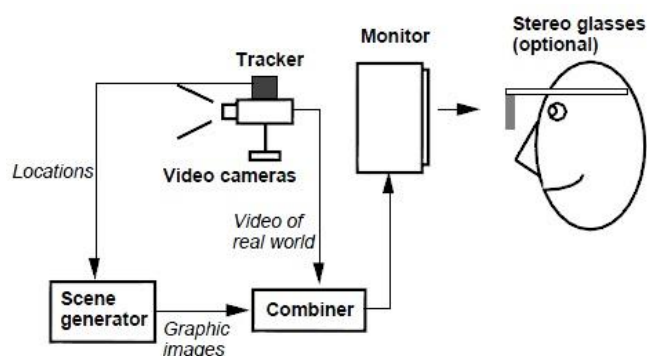 Stereo glasses
(optional)
Monitor
Tracker
Video cameras
Locations
Video of
real world
Scene
generator
Combiner
Graphic
images